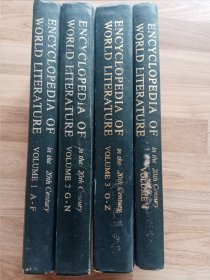 ENCYCLOPEDIA OF
WORLD LITERATURE
in the 20th Century
VOLUME 1 A-F
ENCYCLOPEDIA OF
WORLD LITERATURE
in the 20th Century
VOLUME 2 G-N
ENCYCLOPEDIA OF
WORLD LITERATURE
in the 20th Century
VOLUME 3 O-Z
ENCYCLOPEDIA OF
WORLD LITERATURE
in the 20th Century
VOLUME